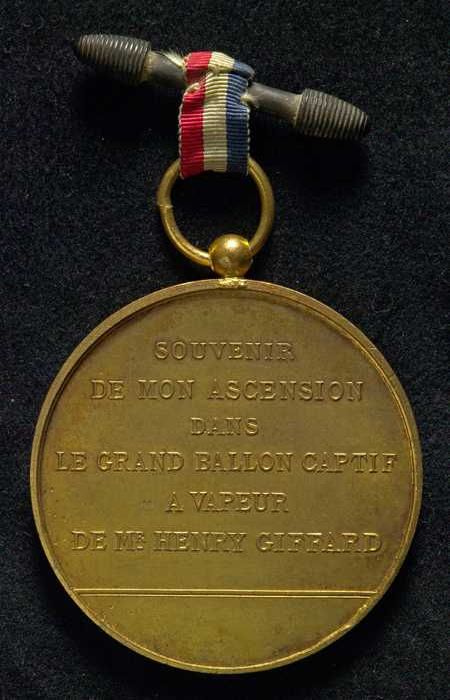 SOUVENIR
DE MON ASCENSION
DANS
LE GRAND BALLON CAPTIF
A VAPEUR
DE MR HENRY GIFFARD